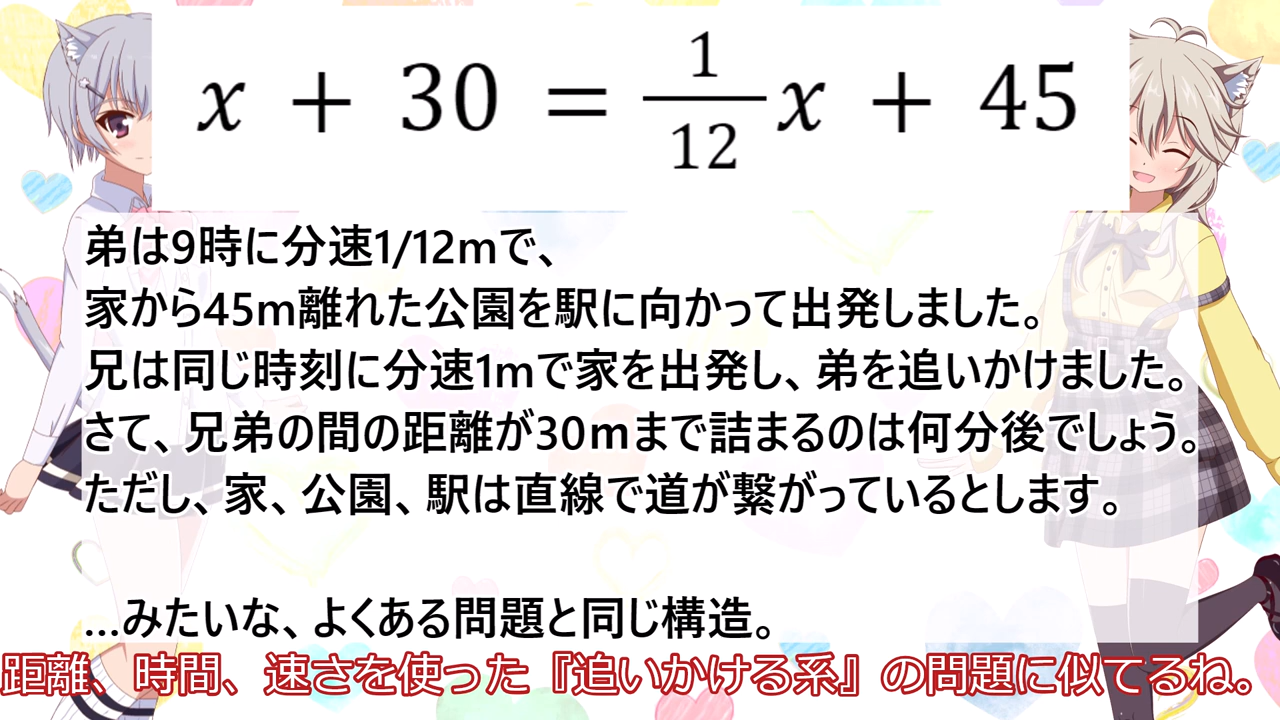 x + 30 = 1/12 x + 45
弟は9時に分速1/12mで、
家から45m離れた公園を駅に向かって出発しました。
兄は同じ時刻に分速1mで家を出発し、弟を追いかけました。
さて、兄弟の間の距離が30mまで詰まるのは何分後でしょう。
ただし、家、公園、駅は直線で道が繋がっているとします。
…みたいな、よくある問題と同じ構造。
距離、時間、速さを使った『追いかける系』の問題に似てるね。